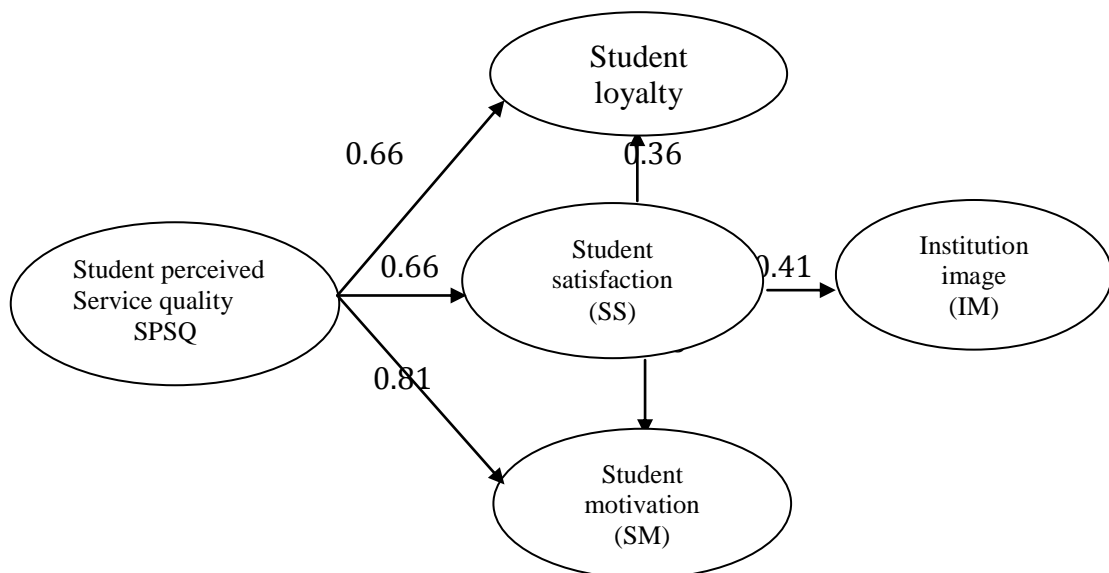 Student
loyalty
0.66
0.36
Student perceived
Service quality
SPSQ
0.66
Student
satisfaction
(SS)
0.41
Institution
image
(IM)
0.81
Student
motivation
(SM)